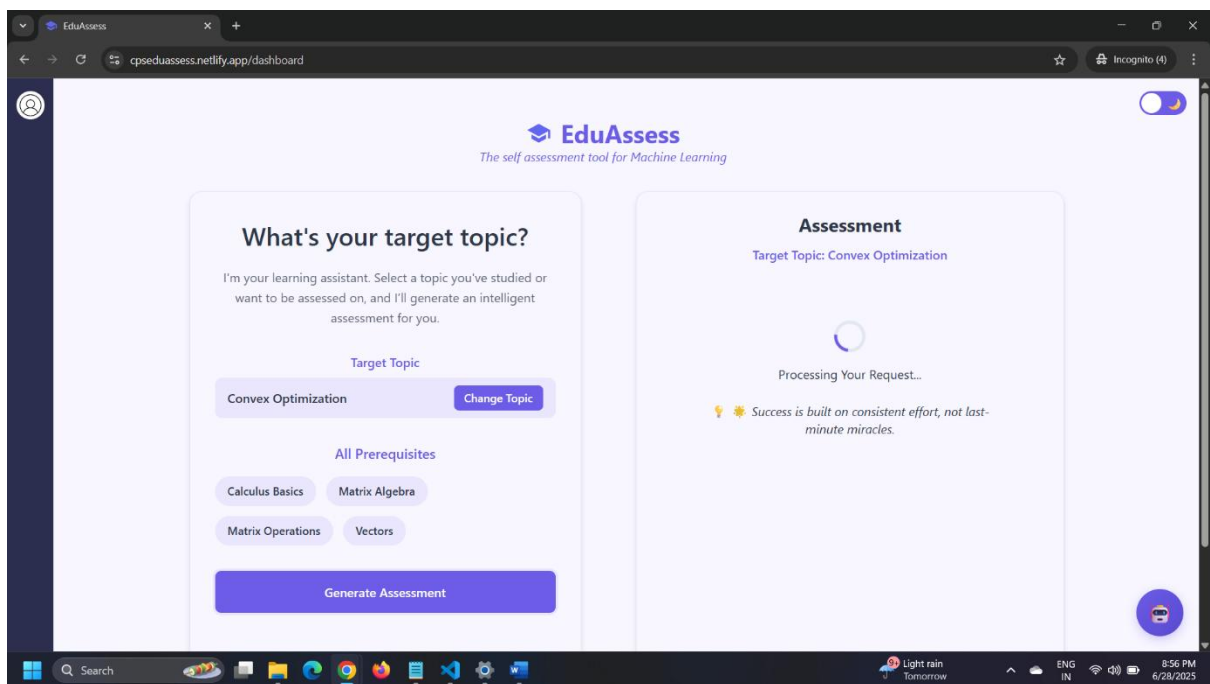 EduAssess
cpseduassess.netlify.app/dashboard
Incognito (4)
EduAssess
The self assessment tool for Machine Learning
What's your target topic?
I'm your learning assistant. Select a topic you've studied or
want to be assessed on, and I'll generate an intelligent
assessment for you.
Target Topic
Convex Optimization
Change Topic
All Prerequisites
Calculus Basics
Matrix Algebra
Matrix Operations
Vectors
Generate Assessment
Assessment
Target Topic: Convex Optimization
Processing Your Request...
Success is built on consistent effort, not last-
minute miracles.
Search
9+
Light rain
Tomorrow
ENG
IN
8:56 PM
6/28/2025